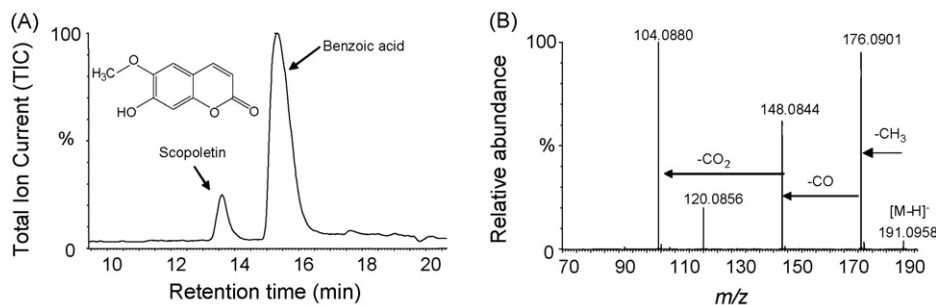 (A)
Total Ion Current (TIC)
100
%
0
H₃C
O
HO
O
O
Scopoletin
Benzoic acid
10
12
14
16
18
20
Retention time (min)
(B)
Relative abundance
100
%
0
104.0880
176.0901
148.0844
-CH₃
-CO₂
-CO
120.0856
[M-H]⁻
191.0958
70
90
110
130
150
170
190
m/z